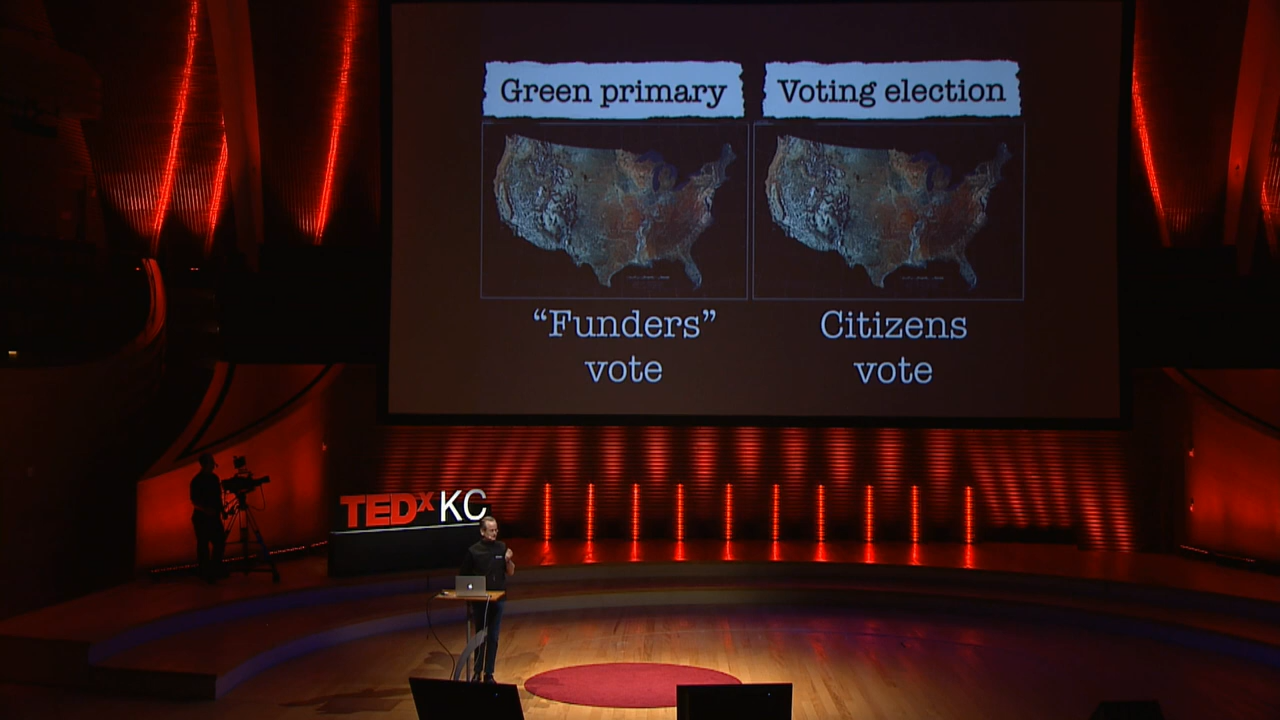 Green primary
Voting election
"Funders"
vote
Citizens
vote
TEDxKC